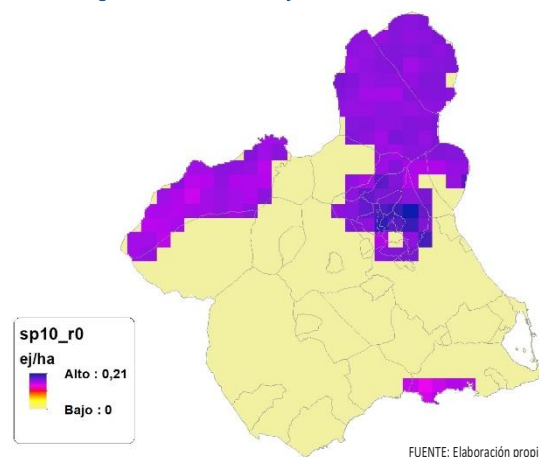 sp10_r0
ej/ha
Alto : 0,21
Bajo : 0
FUENTE: Elaboración propi